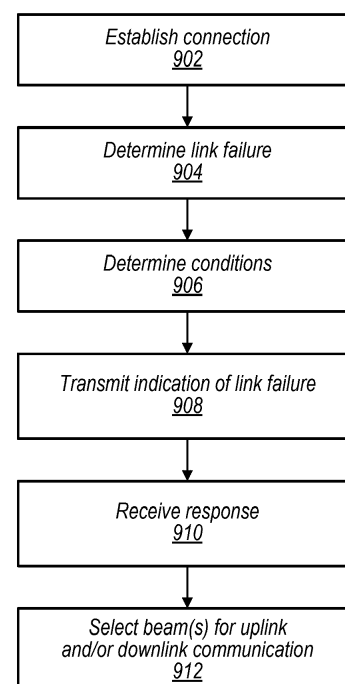 Establish connection
902
Determine link failure
904
Determine conditions
906
Transmit indication of link failure
908
Receive response
910
Select beam(s) for uplink
and/or downlink communication
912